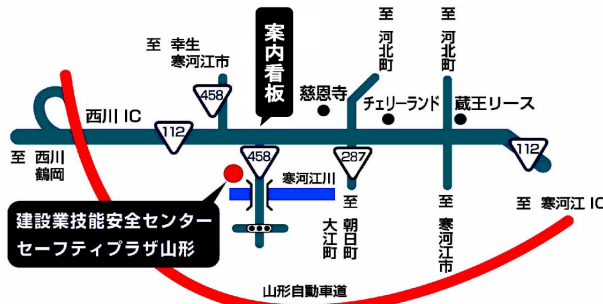 至 幸生
寒河江市
458
案内看板
至 河北町
至 河北町
慈恩寺
チェリーランド
蔵王リース
西川 IC
112
458
287
112
至 西川
鶴岡
寒河江川
至 朝日町
大江町
至 寒河江市
至 寒河江 IC
建設業技能安全センター
セーフティプラザ山形
山形自動車道